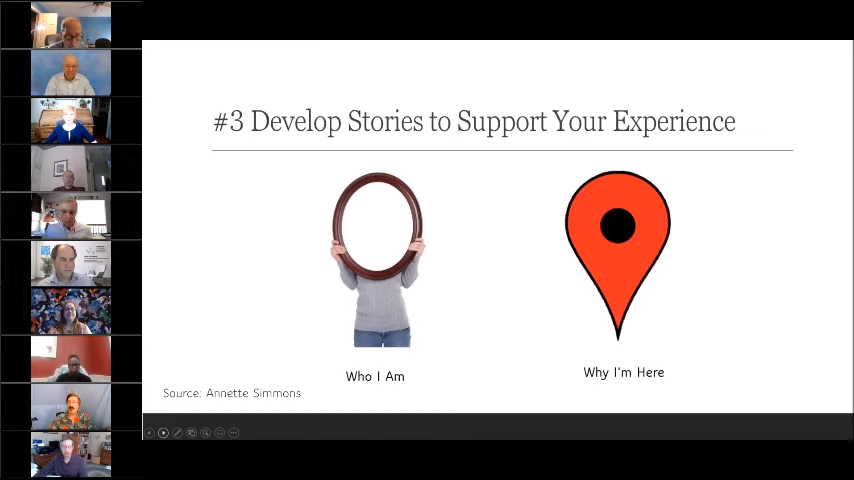 #3 Develop Stories to Support Your Experience
Who I Am
Why I'm Here
Source: Annette Simmons